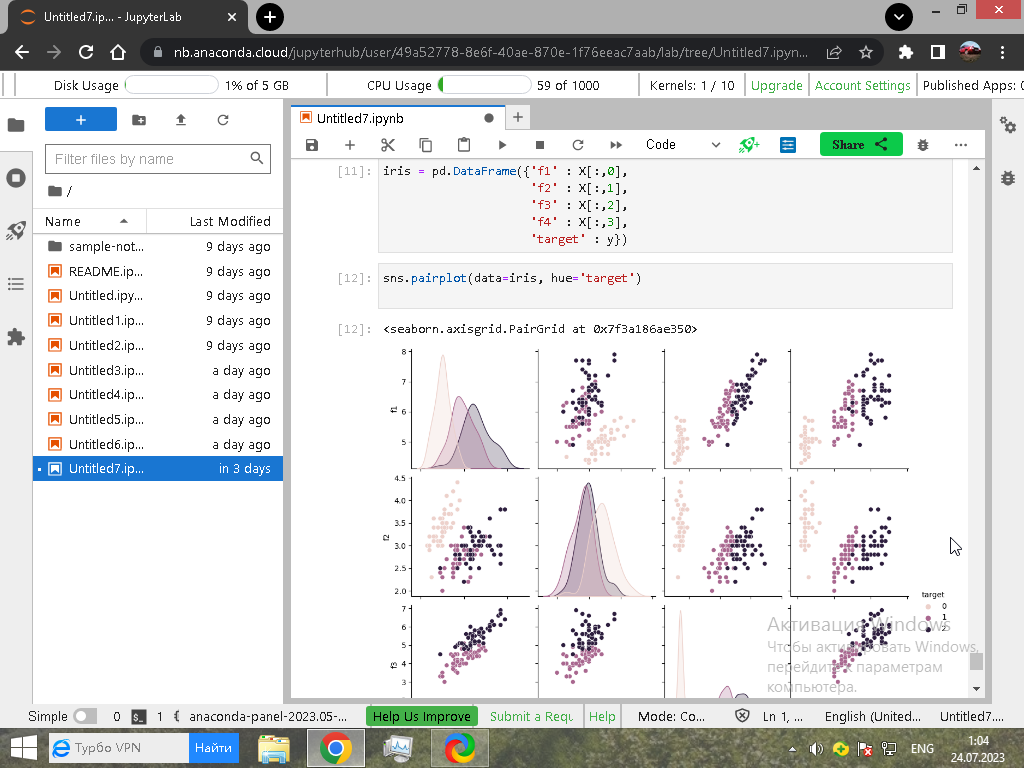 Untitled7.ip... - JupyterLab
nb.anaconda.cloud/jupyterhub/user/49a52778-8e6f-40ae-870e-1f76eeac7aab/lab/tree/Untitled7.ipyn...
Disk Usage 1% of 5 GB CPU Usage 59 of 1000 Kernels: 1 / 10 Upgrade Account Settings Published Apps: 0
Untitled7.ipynb
Code
Share
Filter files by name
/
Name Last Modified
sample-not... 9 days ago
README.ip... 9 days ago
Untitled.ipy... 9 days ago
Untitled1.ip... 9 days ago
Untitled2.ip... 9 days ago
Untitled3.ip... a day ago
Untitled4.ip... a day ago
Untitled5.ip... a day ago
Untitled6.ip... a day ago
Untitled7.ip... in 3 days
[11]: iris = pd.DataFrame({'f1' : X[:,0],
'f2' : X[:,1],
'f3' : X[:,2],
'f4' : X[:,3],
'target' : y})
[12]: sns.pairplot(data=iris, hue='target')
[12]: <seaborn.axisgrid.PairGrid at 0x7f3a186ae350>
8
7
6
5
f1
4.5
4.0
3.5
3.0
2.5
2.0
f2
7
6
5
4
3
f3
target
0
1
2
Активация Windows
Чтобы активировать Windows,
перейдите к параметрам
компьютера.
Simple 0 1 anaconda-panel-2023.05-... Help Us Improve Submit a Requ Help Mode: Co... Ln 1, ... English (United... Untitled7....
Турбо VPN Найти
ENG
1:04
24.07.2023